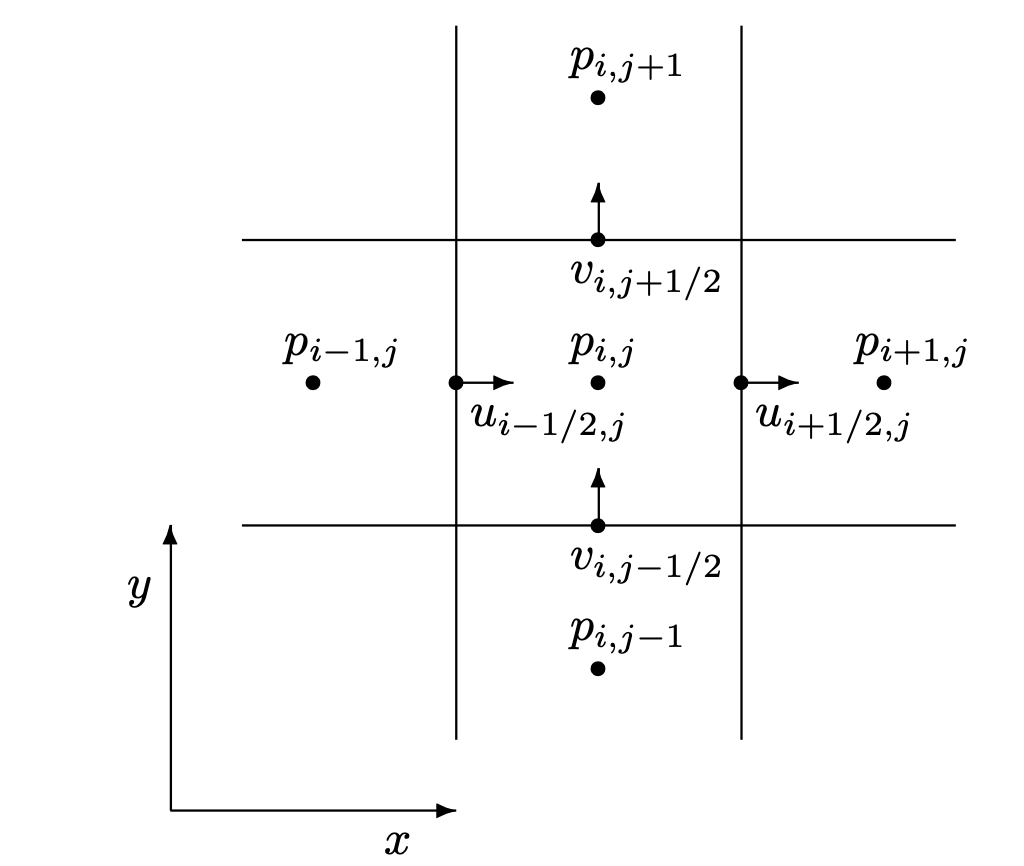 p_{i,j+1}
v_{i,j+1/2}
p_{i-1,j} p_{i,j} p_{i+1,j}
u_{i-1/2,j} u_{i+1/2,j}
v_{i,j-1/2}
y
p_{i,j-1}
x